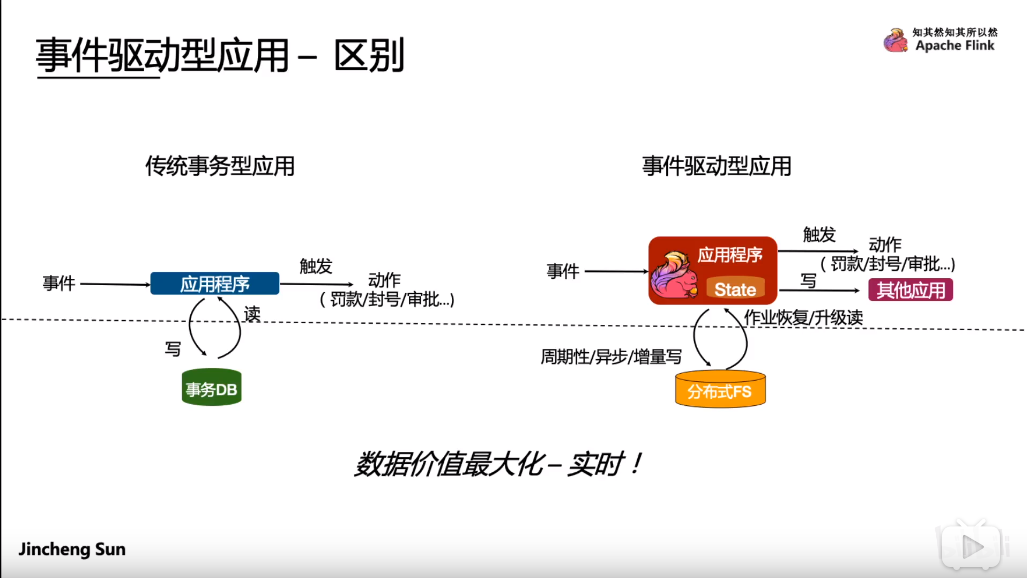 事件驱动型应用 – 区别
知其然知其所以然
Apache Flink
传统事务型应用
事件
应用程序
触发
动作
（罚款/封号/审批...)
读
写
事务DB
事件驱动型应用
事件
应用程序
State
触发
动作
（罚款/封号/审批...)
写
其他应用
作业恢复/升级读
周期性/异步/增量写
分布式FS
数据价值最大化 – 实时！
Jincheng Sun